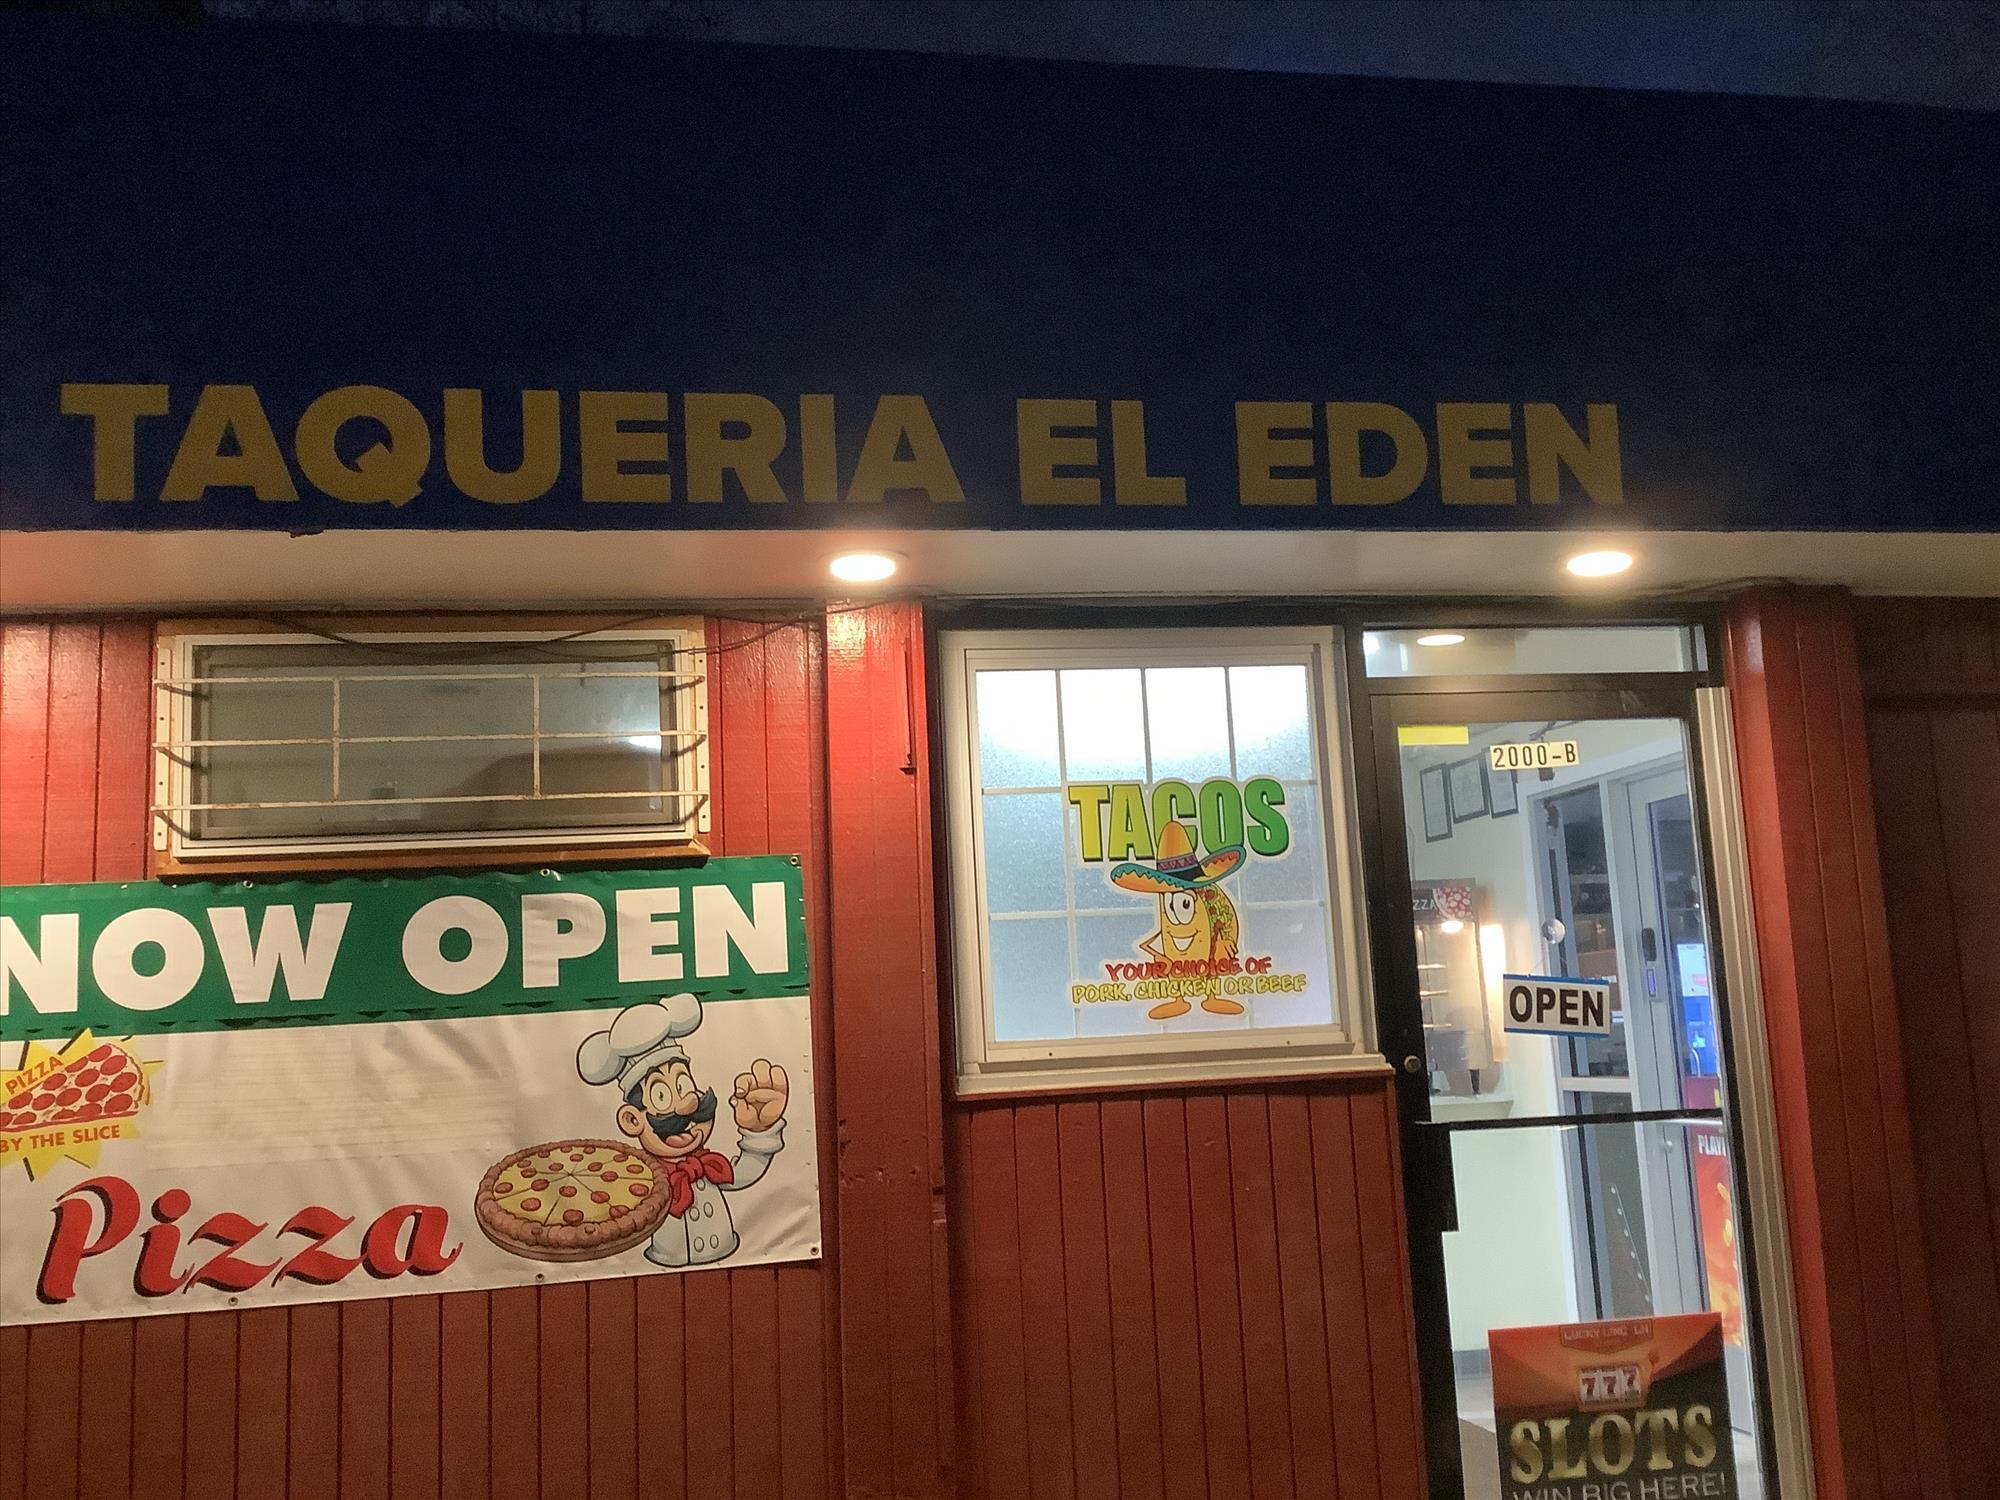 TAQUERIA EL EDEN
NOW OPEN
PIZZA
BY THE SLICE
Pizza
TACOS
YOUR CHOICE OF
PORK, CHICKEN OR BEEF
2000-B
OPEN
777
SLOTS
WIN BIG HERE!